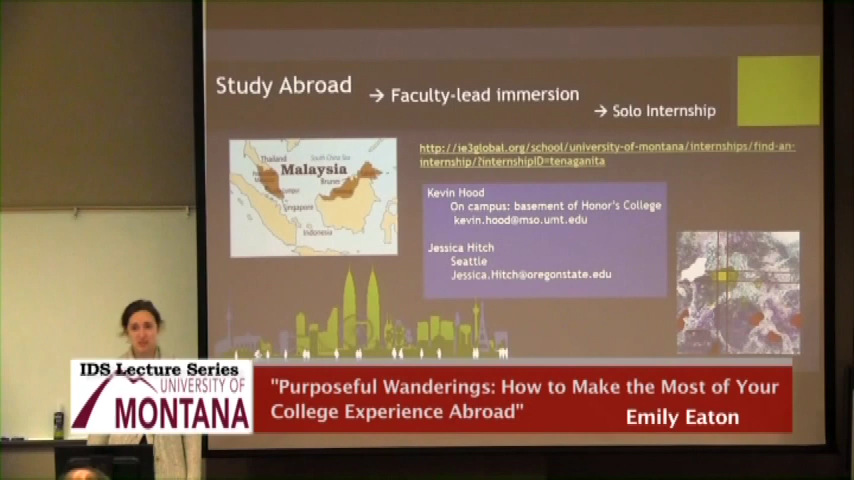 Study Abroad
→ Faculty-lead immersion
→ Solo Internship
http://ie3global.org/school/university-of-montana/internships/find-an-
internship/?internshipID=tenaganita
Thailand
South China Sea
Malaysia
Brunei
Singapore
Indonesia
Kevin Hood
On campus: basement of Honor's College
kevin.hood@mso.umt.edu
Jessica Hitch
Seattle
Jessica.Hitch@oregonstate.edu
IDS Lecture Series
UNIVERSITY OF
MONTANA
"Purposeful Wanderings: How to Make the Most of Your
College Experience Abroad"
Emily Eaton